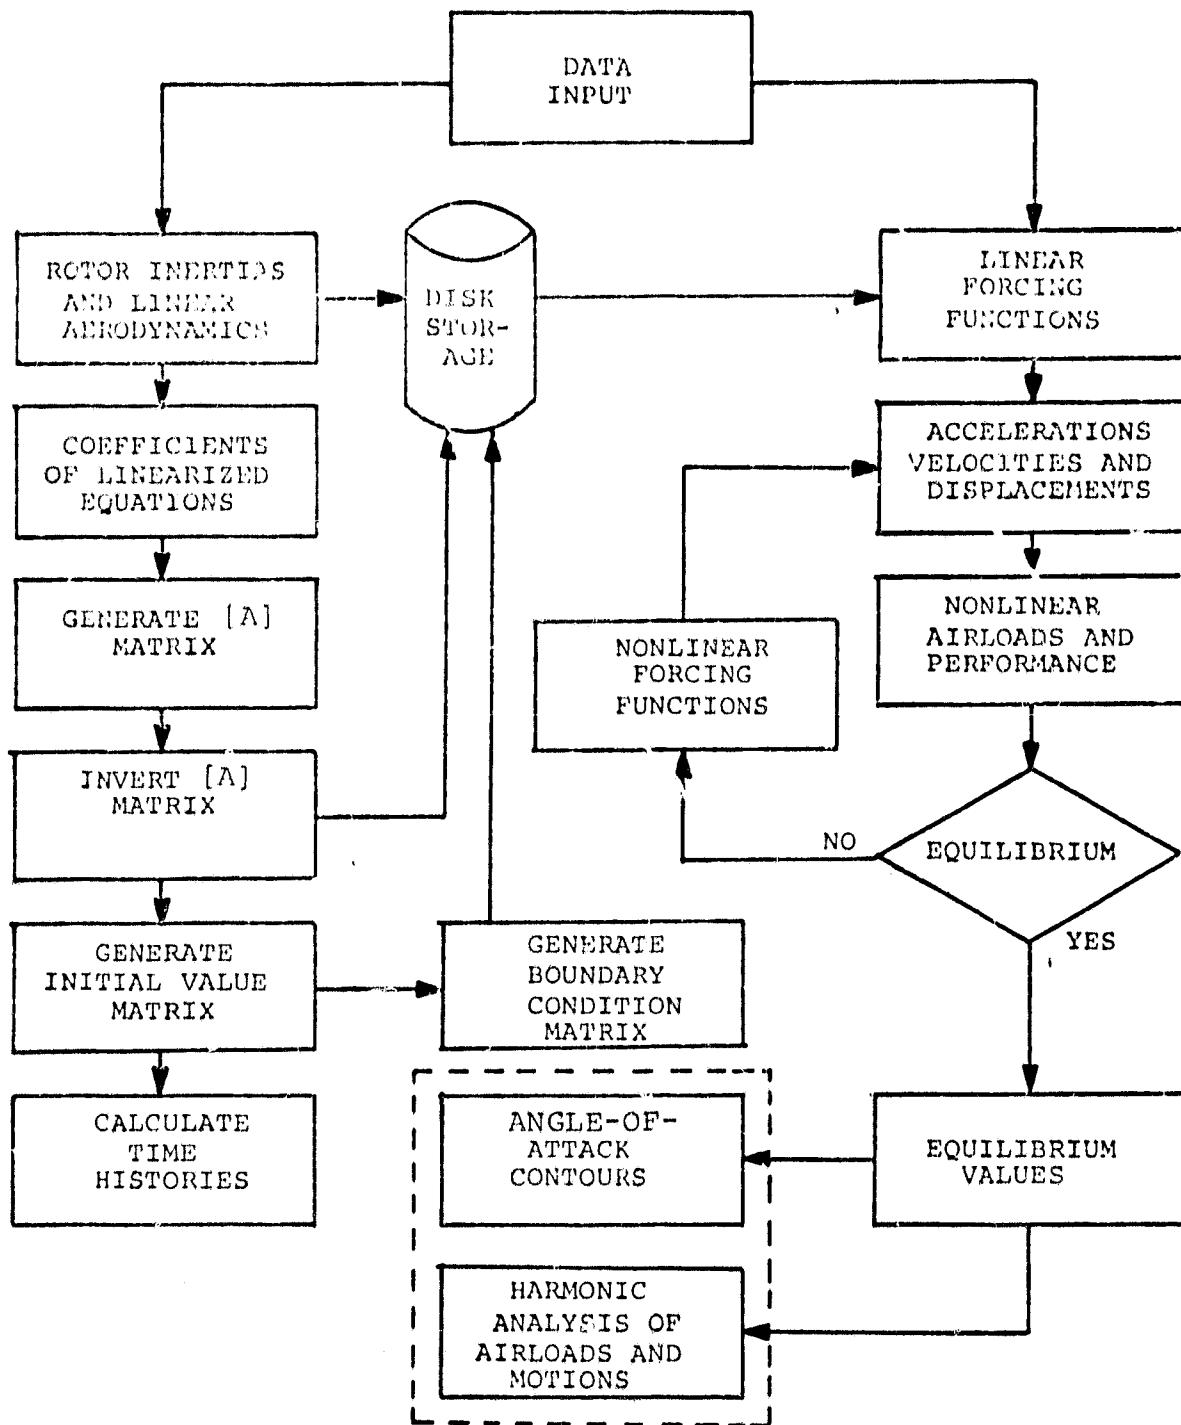 DATA
INPUT
ROTOR INERTIAS
AND LINEAR
AERODYNAMICS
DISK
STOR-
AGE
LINEAR
FORCING
FUNCTIONS
COEFFICIENTS
OF LINEARIZED
EQUATIONS
ACCELERATIONS
VELOCITIES AND
DISPLACEMENTS
GENERATE [A]
MATRIX
NONLINEAR
FORCING
FUNCTIONS
NONLINEAR
AIRLOADS AND
PERFORMANCE
INVERT [A]
MATRIX
NO
EQUILIBRIUM
YES
GENERATE
INITIAL VALUE
MATRIX
GENERATE
BOUNDARY
CONDITION
MATRIX
CALCULATE
TIME
HISTORIES
ANGLE-OF-
ATTACK
CONTOURS
EQUILIBRIUM
VALUES
HARMONIC
ANALYSIS OF
AIRLOADS AND
MOTIONS